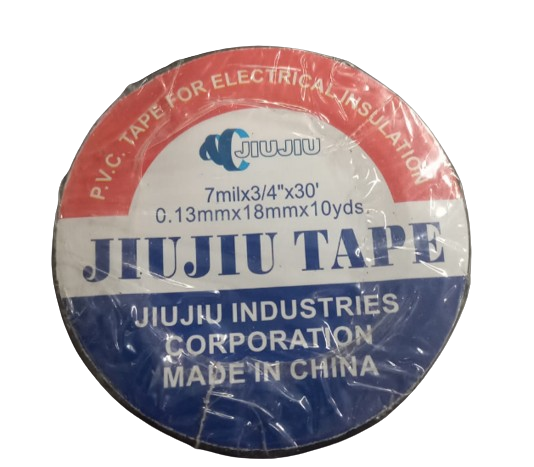 P.V.C. TAPE FOR ELECTRICAL INSULATION
JIUJIU
7milx3/4"x30'
0.13mmx18mmx10yds.
JIUJIU TAPE
JIUJIU INDUSTRIES
CORPORATION
MADE IN CHINA